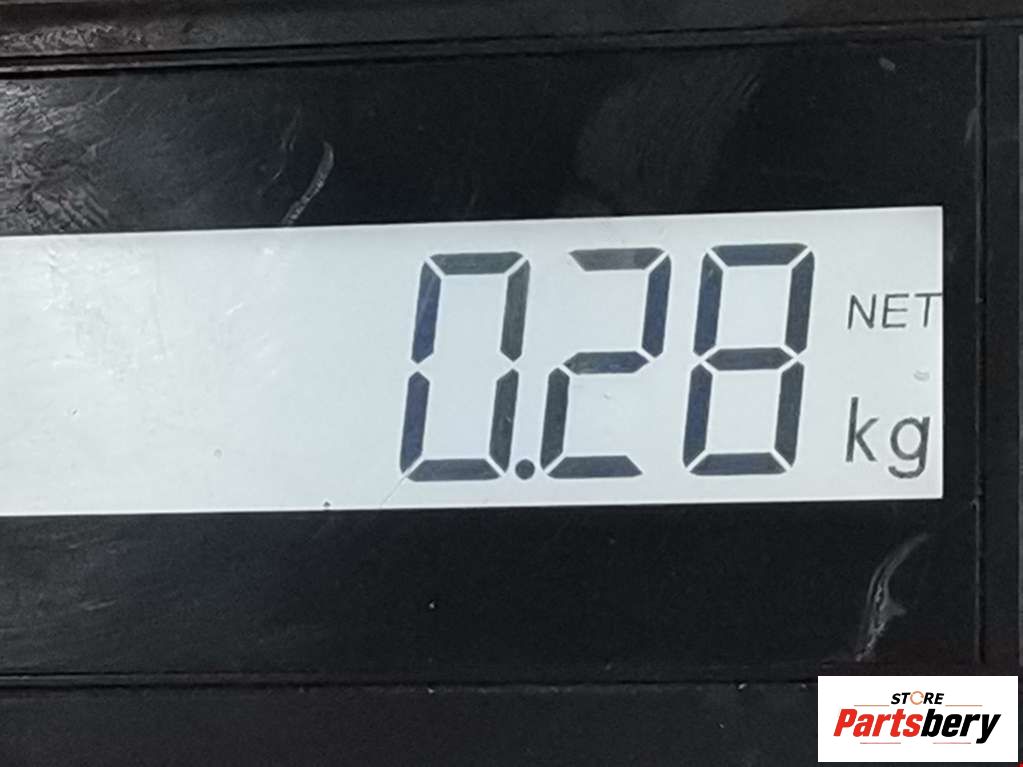 0.28 NET
kg
STORE
Partsbery